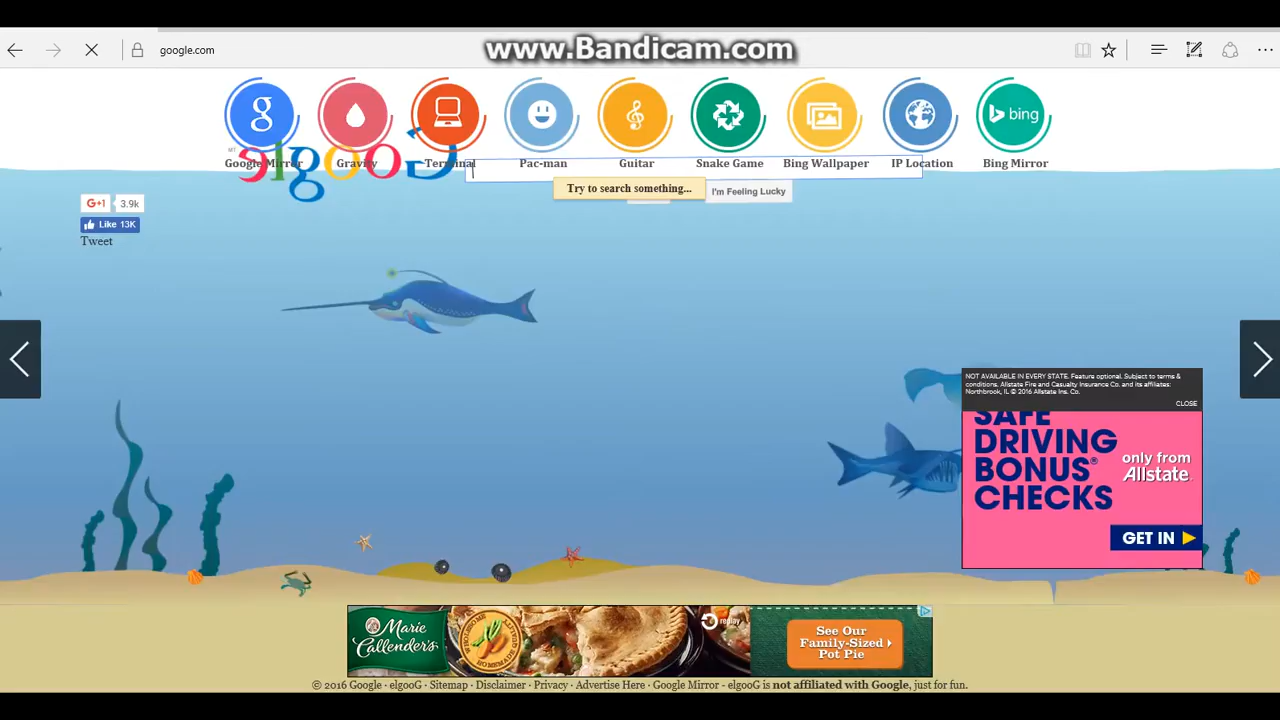 google.com
www.Bandicam.com
g
bing
Google Mirror
Gravity
Terminal
Pac-man
Guitar
Snake Game
Bing Wallpaper
IP Location
Bing Mirror
elgooG
Try to search something...
I'm Feeling Lucky
G+1 3.9k
Like 13K
Tweet
NOT AVAILABLE IN EVERY STATE. Feature optional. Subject to terms &
conditions. Allstate Fire and Casualty Insurance Co. and its affiliates:
Northbrook, IL © 2016 Allstate Ins. Co.
CLOSE
SAFE
DRIVING
BONUS®
CHECKS
only from
Allstate
GET IN
Marie
Callender's
replay
See Our
Family-Sized
Pot Pie
© 2016 Google · elgooG · Sitemap · Disclaimer · Privacy · Advertise Here · Google Mirror - elgooG is not affiliated with Google, just for fun.